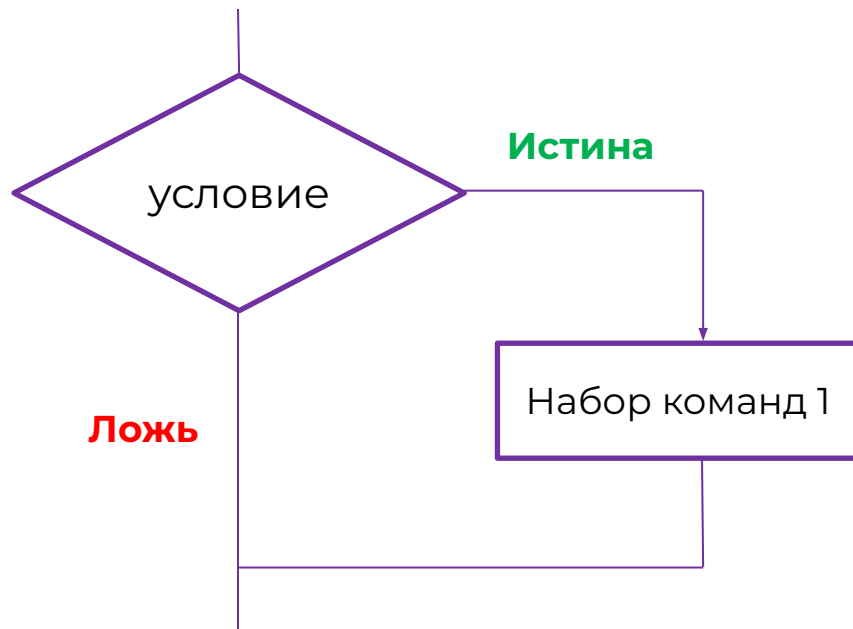 Истина
условие
Набор команд 1
Ложь